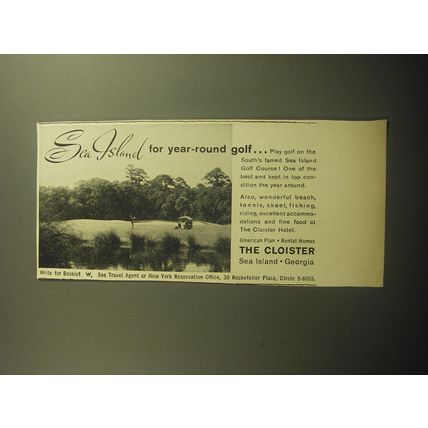 Sea Island for year-round golf... Play golf on the
South's famed Sea Island
Golf Course! One of the
best and kept in top con-
dition the year around.
Also, wonderful beach,
tennis, skeet, fishing,
riding, excellent accommo-
dations and fine food at
The Cloister Hotel.
American Plan • Rental Homes
THE CLOISTER
Sea Island • Georgia
Write for Booklet W, See Travel Agent or New York Reservation Office, 30 Rockefeller Plaza, Circle 5-8055.